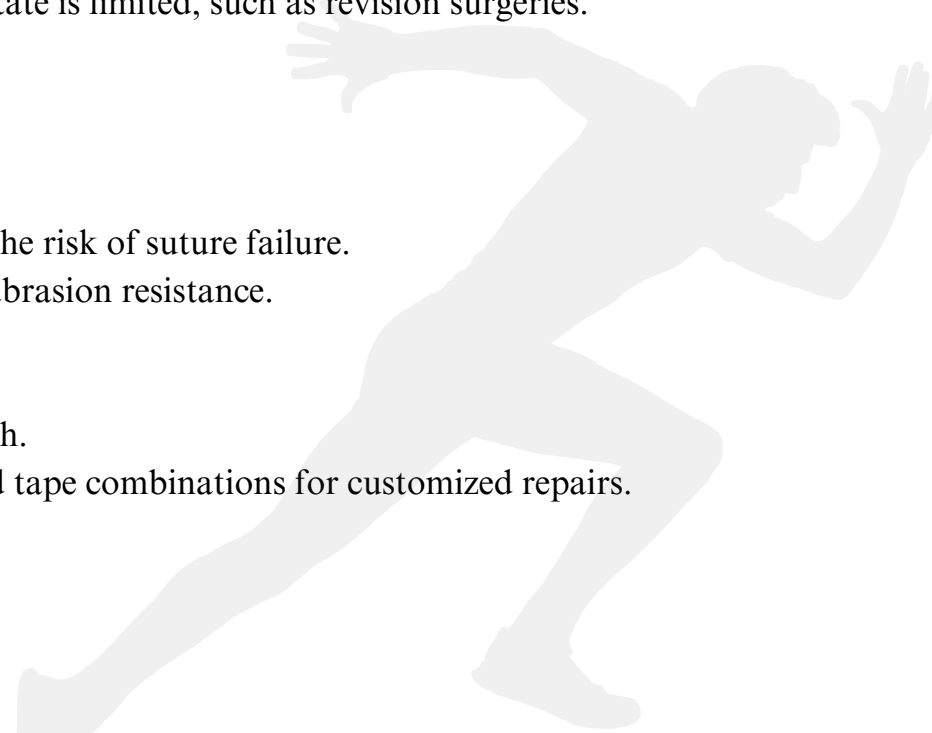 tate is limited, such as revision surgeries.
he risk of suture failure.
brasion resistance.
h.
tape combinations for customized repairs.